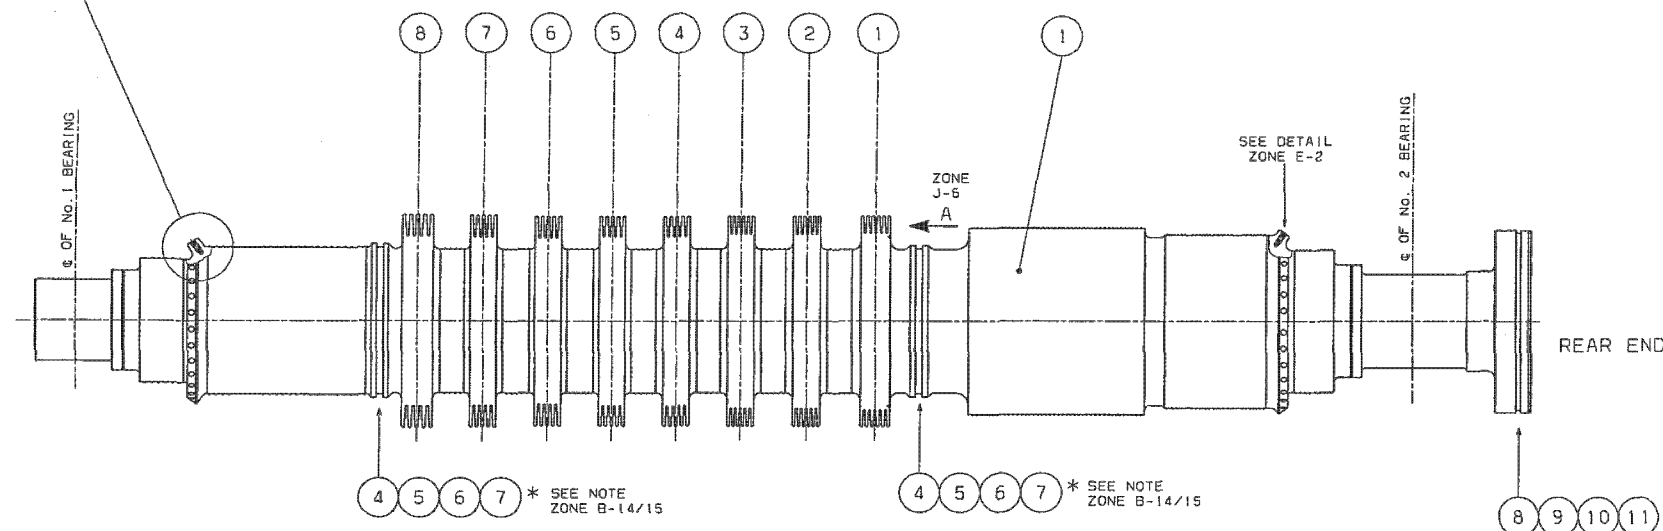 8 7 6 5 4 3 2 1 1
℄ OF No. 1 BEARING
℄ OF No. 2 BEARING
SEE DETAIL
ZONE E-2
ZONE
J-6
A
REAR END
4 5 6 7 * SEE NOTE
ZONE B-14/15
4 5 6 7 * SEE NOTE
ZONE B-14/15
8 9 10 11